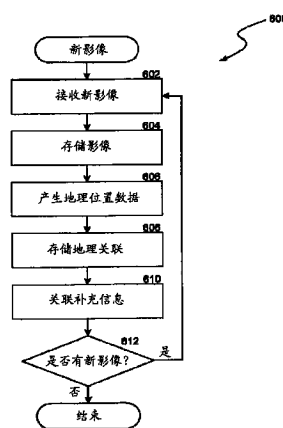 600
新影像
602
接收新影像
604
存储影像
606
产生地理位置数据
608
存储地理关联
610
关联补充信息
612
是否有新影像?
是
否
结束